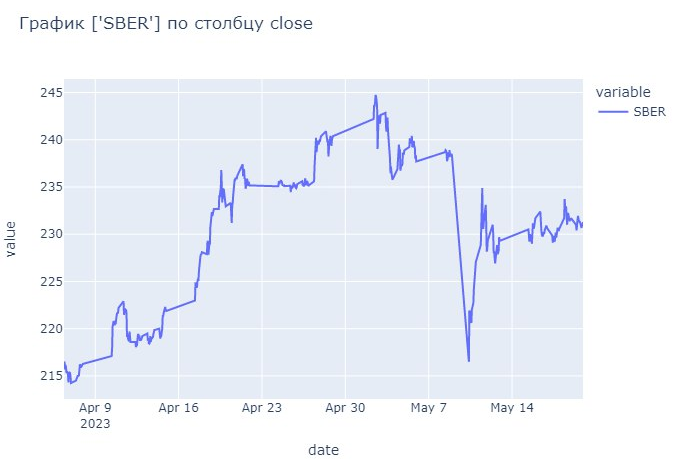 График ['SBER'] по столбцу close
variable
SBER
245
240
235
230
225
220
215
value
Apr 9
2023
Apr 16
Apr 23
Apr 30
May 7
May 14
date